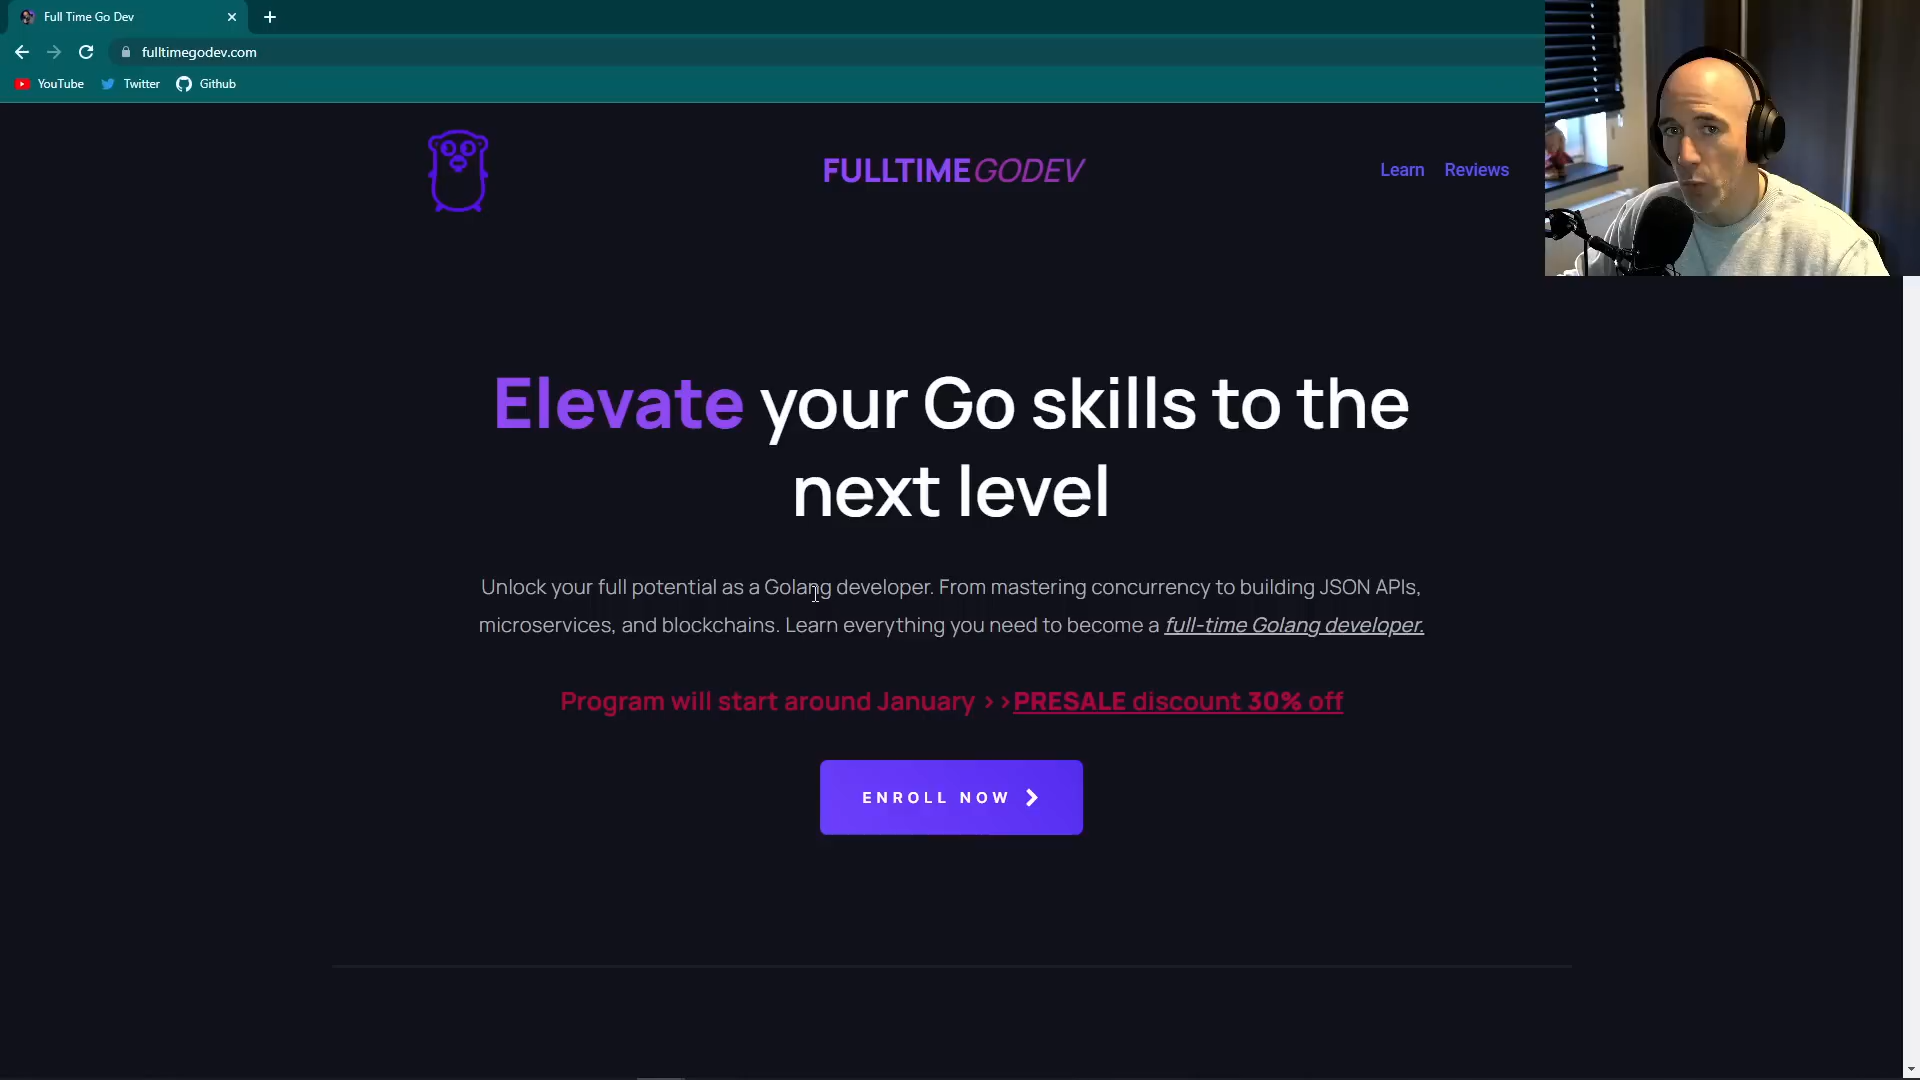 Full Time Go Dev
fulltimegodev.com
YouTube
Twitter
Github
FULLTIMEGODEV
Learn
Reviews
Elevate your Go skills to the
next level
Unlock your full potential as a Golang developer. From mastering concurrency to building JSON APIs,
microservices, and blockchains. Learn everything you need to become a full-time Golang developer.
Program will start around January >>PRESALE discount 30% off
ENROLL NOW